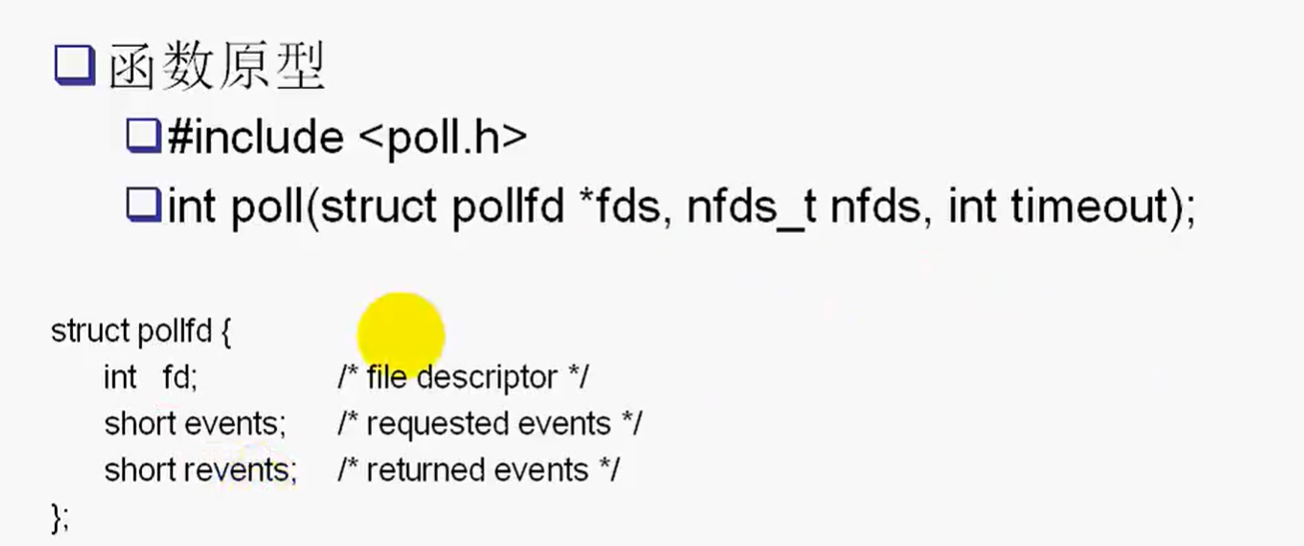 函数原型
#include <poll.h>
int poll(struct pollfd *fds, nfds_t nfds, int timeout);
struct pollfd {
int fd; /* file descriptor */
short events; /* requested events */
short revents; /* returned events */
};